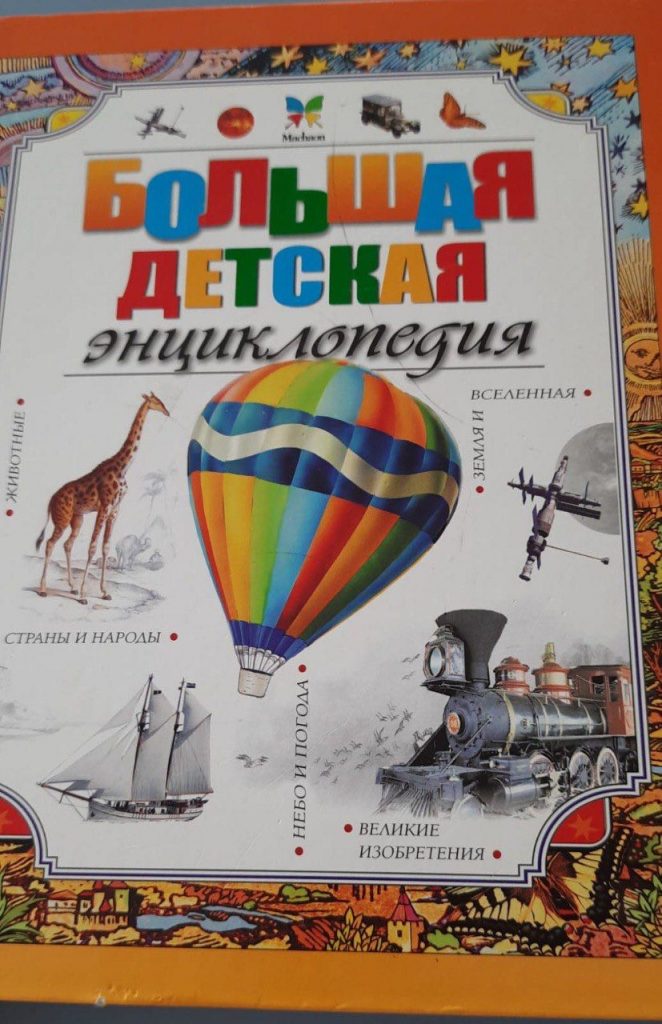 Machaon
БОЛЬШАЯ
ДЕТСКАЯ
энциклопедия
ЖИВОТНЫЕ
ЗЕМЛЯ И
ВСЕЛЕННАЯ
СТРАНЫ И НАРОДЫ
НЕБО И ПОГОДА
ВЕЛИКИЕ
ИЗОБРЕТЕНИЯ